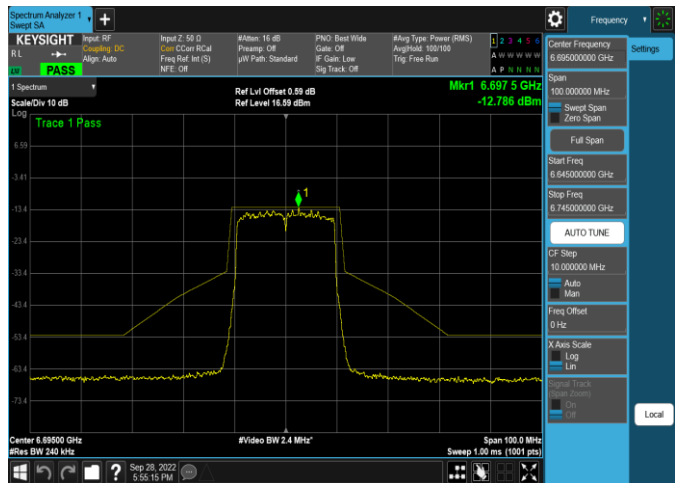 Spectrum Analyzer 1
Swept SA
Frequency
KEYSIGHT
R L
LW
PASS
Input: RF
Coupling: DC
Align: Auto
Input Z: 50 Ω
Corr CCorr RCal
Freq Ref: Int (S)
NFE: Off
#Atten: 16 dB
Preamp: Off
µW Path: Standard
PNO: Best Wide
Gate: Off
IF Gain: Low
Sig Track: Off
#Avg Type: Power (RMS)
Avg|Hold: 100/100
Trig: Free Run
1 2 3 4 5 6
A W W W W W
A P N N N N
1 Spectrum
Scale/Div 10 dB
Ref Lvl Offset 0.59 dB
Ref Level 16.59 dBm
Mkr1 6.697 5 GHz
-12.786 dBm
Log
Trace 1 Pass
1
6.59
-3.41
-13.4
-23.4
-33.4
-43.4
-53.4
-63.4
-73.4
Center 6.69500 GHz
#Res BW 240 kHz
#Video BW 2.4 MHz*
Span 100.0 MHz
Sweep 1.00 ms (1001 pts)
Sep 28, 2022
5:55:15 PM
Center Frequency
6.695000000 GHz
Span
100.000000 MHz
Swept Span
Zero Span
Full Span
Start Freq
6.645000000 GHz
Stop Freq
6.745000000 GHz
AUTO TUNE
CF Step
10.000000 MHz
Auto
Man
Freq Offset
0 Hz
X Axis Scale
Log
Lin
Signal Track
(Span Zoom)
On
Off
Settings
Local